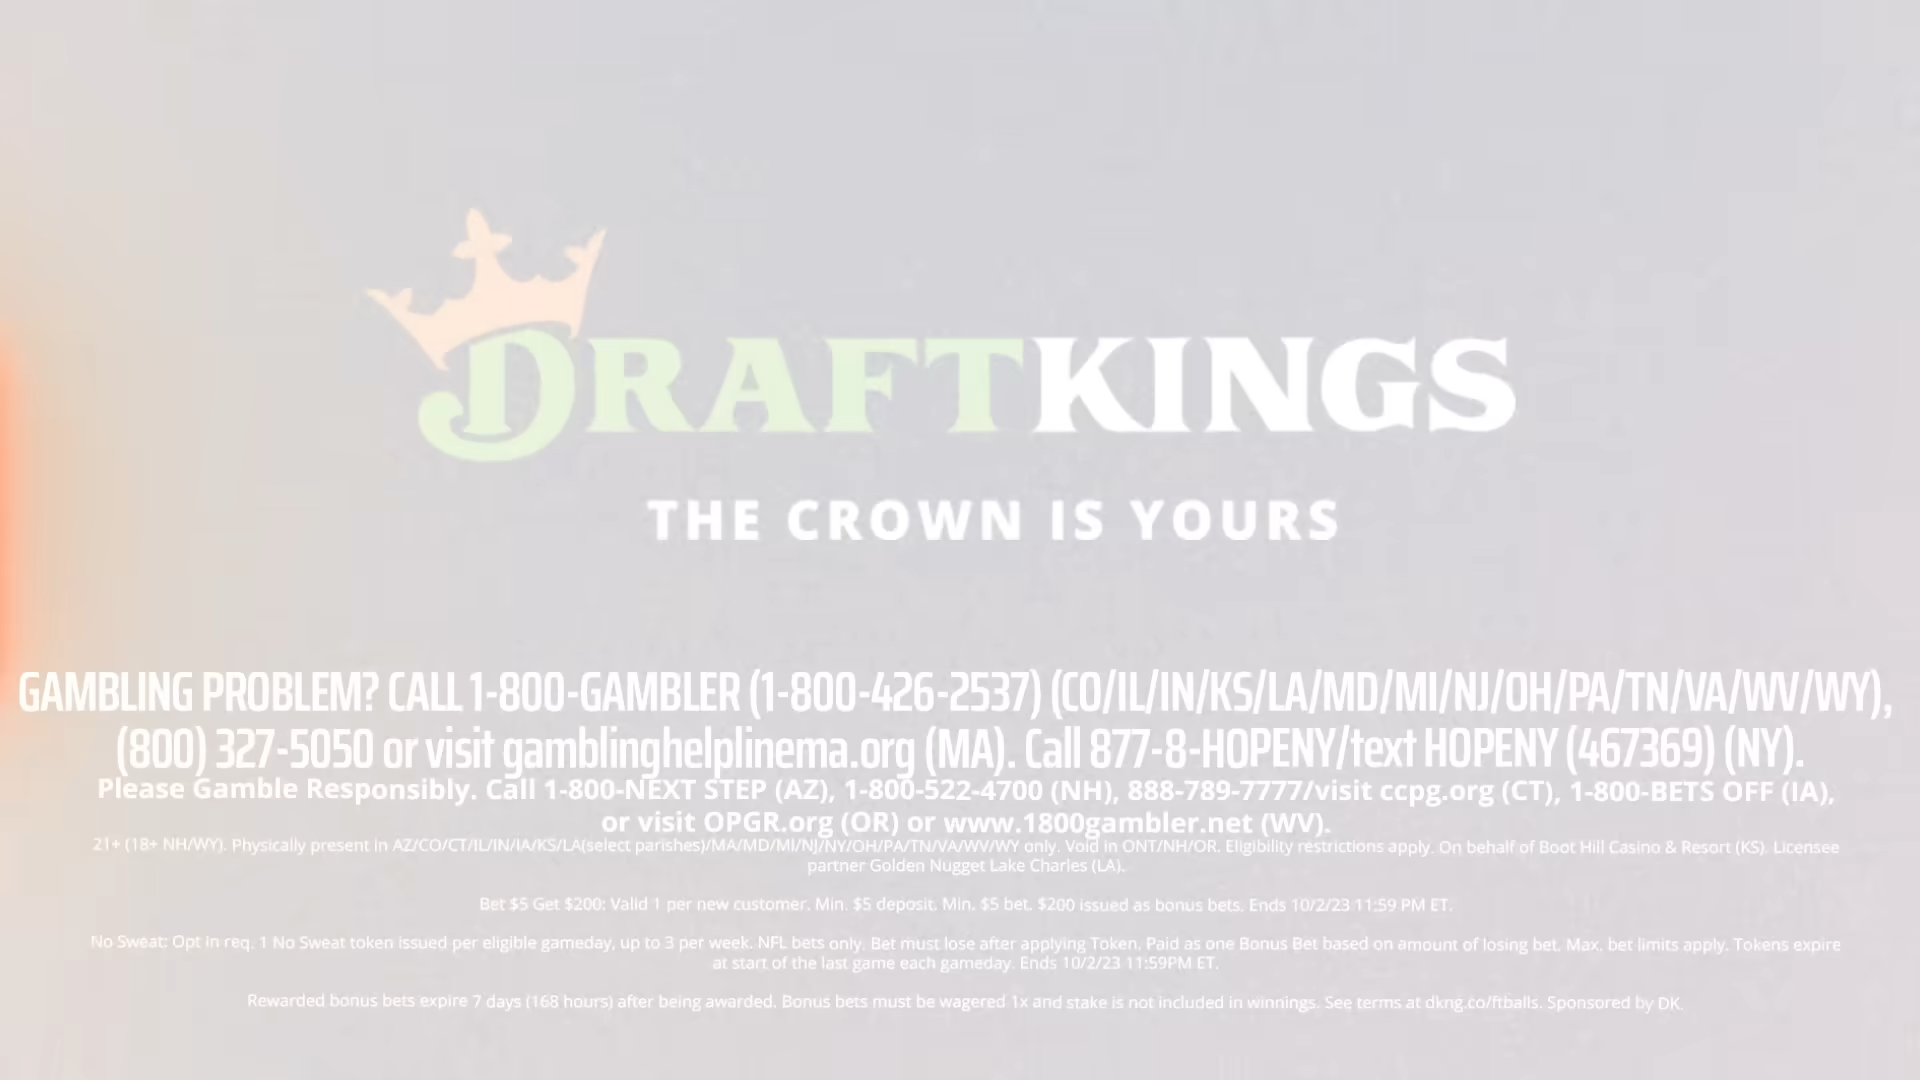 DRAFTKINGS
THE CROWN IS YOURS
GAMBLING PROBLEM? CALL 1-800-GAMBLER (1-800-426-2537) (CO/IL/IN/KS/LA/MD/MI/NJ/OH/PA/TN/VA/WV/WY),
(800) 327-5050 or visit gamblinghelplinema.org (MA). Call 877-8-HOPENY/text HOPENY (467369) (NY).
Please Gamble Responsibly. Call 1-800-NEXT STEP (AZ), 1-800-522-4700 (NH), 888-789-7777/visit ccpg.org (CT), 1-800-BETS OFF (IA),
or visit OPGR.org (OR) or www.1800gambler.net (WV).
21+ (18+ NH/WY). Physically present in AZ/CO/CT/IL/IN/IA/KS/LA(select parishes)/MA/MD/MI/NJ/NY/OH/PA/TN/VA/WV/WY only. Void in ONT/NH/OR. Eligibility restrictions apply. On behalf of Boot Hill Casino & Resort (KS). Licensee
partner Golden Nugget Lake Charles (LA).
Bet $5 Get $200: Valid 1 per new customer. Min. $5 deposit. Min. $5 bet. $200 issued as bonus bets. Ends 10/2/23 11:59 PM ET.
No Sweat: Opt in req. 1 No Sweat token issued per eligible gameday, up to 3 per week. NFL bets only. Bet must lose after applying Token. Paid as one Bonus Bet based on amount of losing bet. Max. bet limits apply. Tokens expire
at start of the last game each gameday. Ends 10/2/23 11:59PM ET.
Rewarded bonus bets expire 7 days (168 hours) after being awarded. Bonus bets must be wagered 1x and stake is not included in winnings. See terms at dkng.co/ftballs. Sponsored by DK.